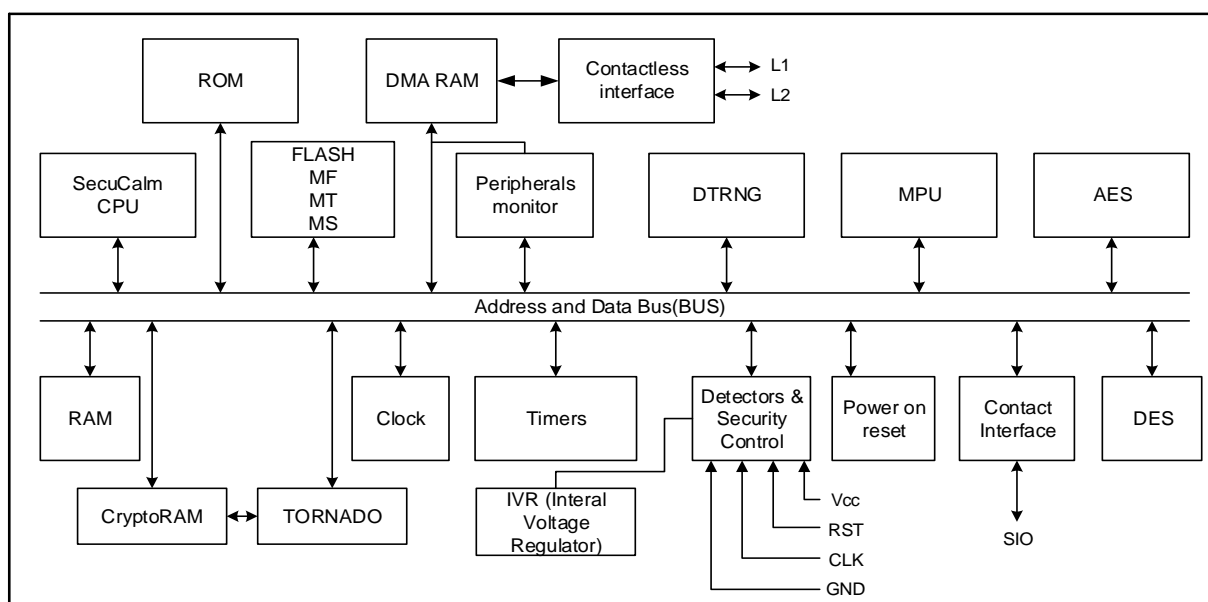 ROM
DMA RAM
Contactless
interface
L1
L2
SecuCalm
CPU
FLASH
MF
MT
MS
Peripherals
monitor
DTRNG
MPU
AES
Address and Data Bus(BUS)
RAM
Clock
Timers
Detectors &
Security
Control
Power on
reset
Contact
Interface
DES
CryptoRAM
TORNADO
IVR (Interal
Voltage
Regulator)
Vcc
RST
CLK
GND
SIO